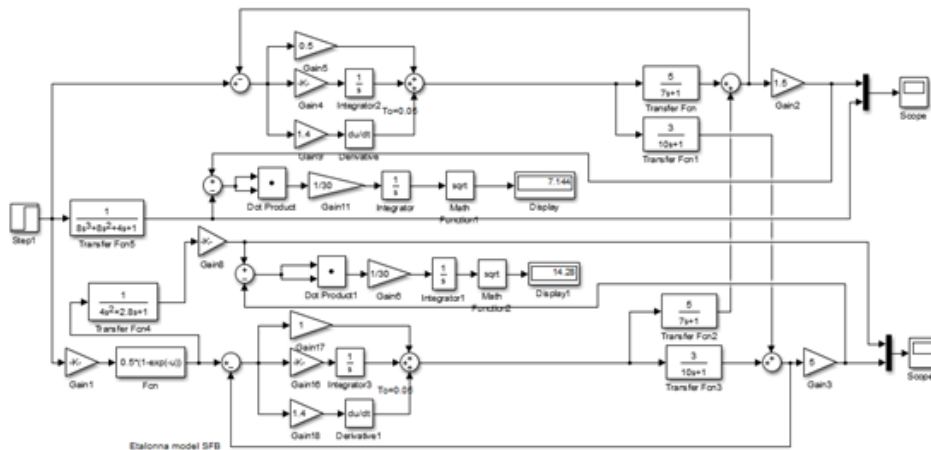 0.5
Gain5
-K-
Gain4
1
s
Integrator2
To=0.05
1.4
Gain9
du/dt
Derivative
5
7s+1
Transfer Fcn
3
10s+1
Transfer Fcn1
1.5
Gain2
Scope
Dot Product
1/30
Gain11
1
s
Integrator
sqrt
Math
Function1
7.144
Display
Step1
1
8s³+8s²+4s+1
Transfer Fcn5
-K-
Gain8
Dot Product1
1/30
Gain6
1
s
Integrator1
sqrt
Math
Function2
14.28
Display1
1
4s²+2.8s+1
Transfer Fcn4
-K-
Gain1
0.5*(1-exp(-u))
Fcn
1
Gain17
-K-
Gain16
1
s
Integrator3
To=0.05
1.4
Gain18
du/dt
Derivative1
5
7s+1
Transfer Fcn2
3
10s+1
Transfer Fcn3
5
Gain3
Scope
Etalonna model SFB